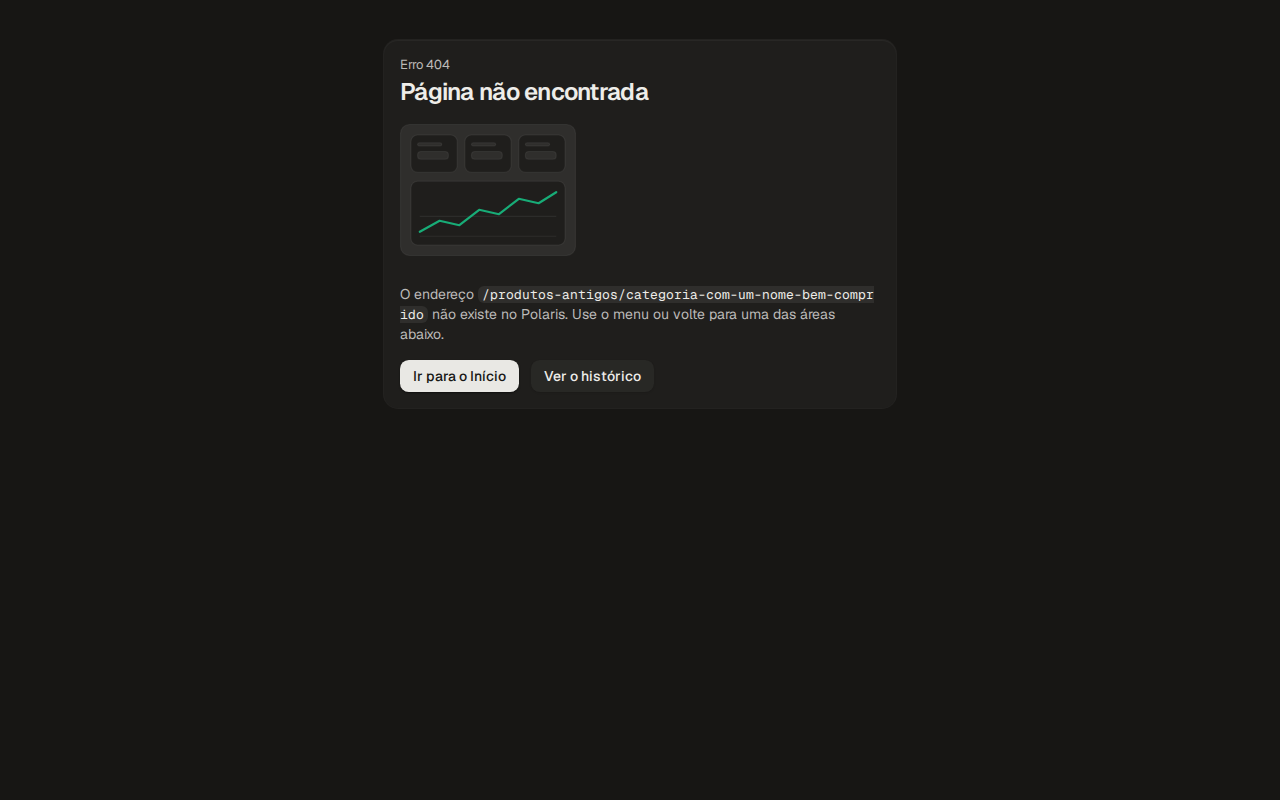 Erro 404
Página não encontrada
O endereço /produtos-antigos/categoria-com-um-nome-bem-compr
ido não existe no Polaris. Use o menu ou volte para uma das áreas
abaixo.
Ir para o Início
Ver o histórico